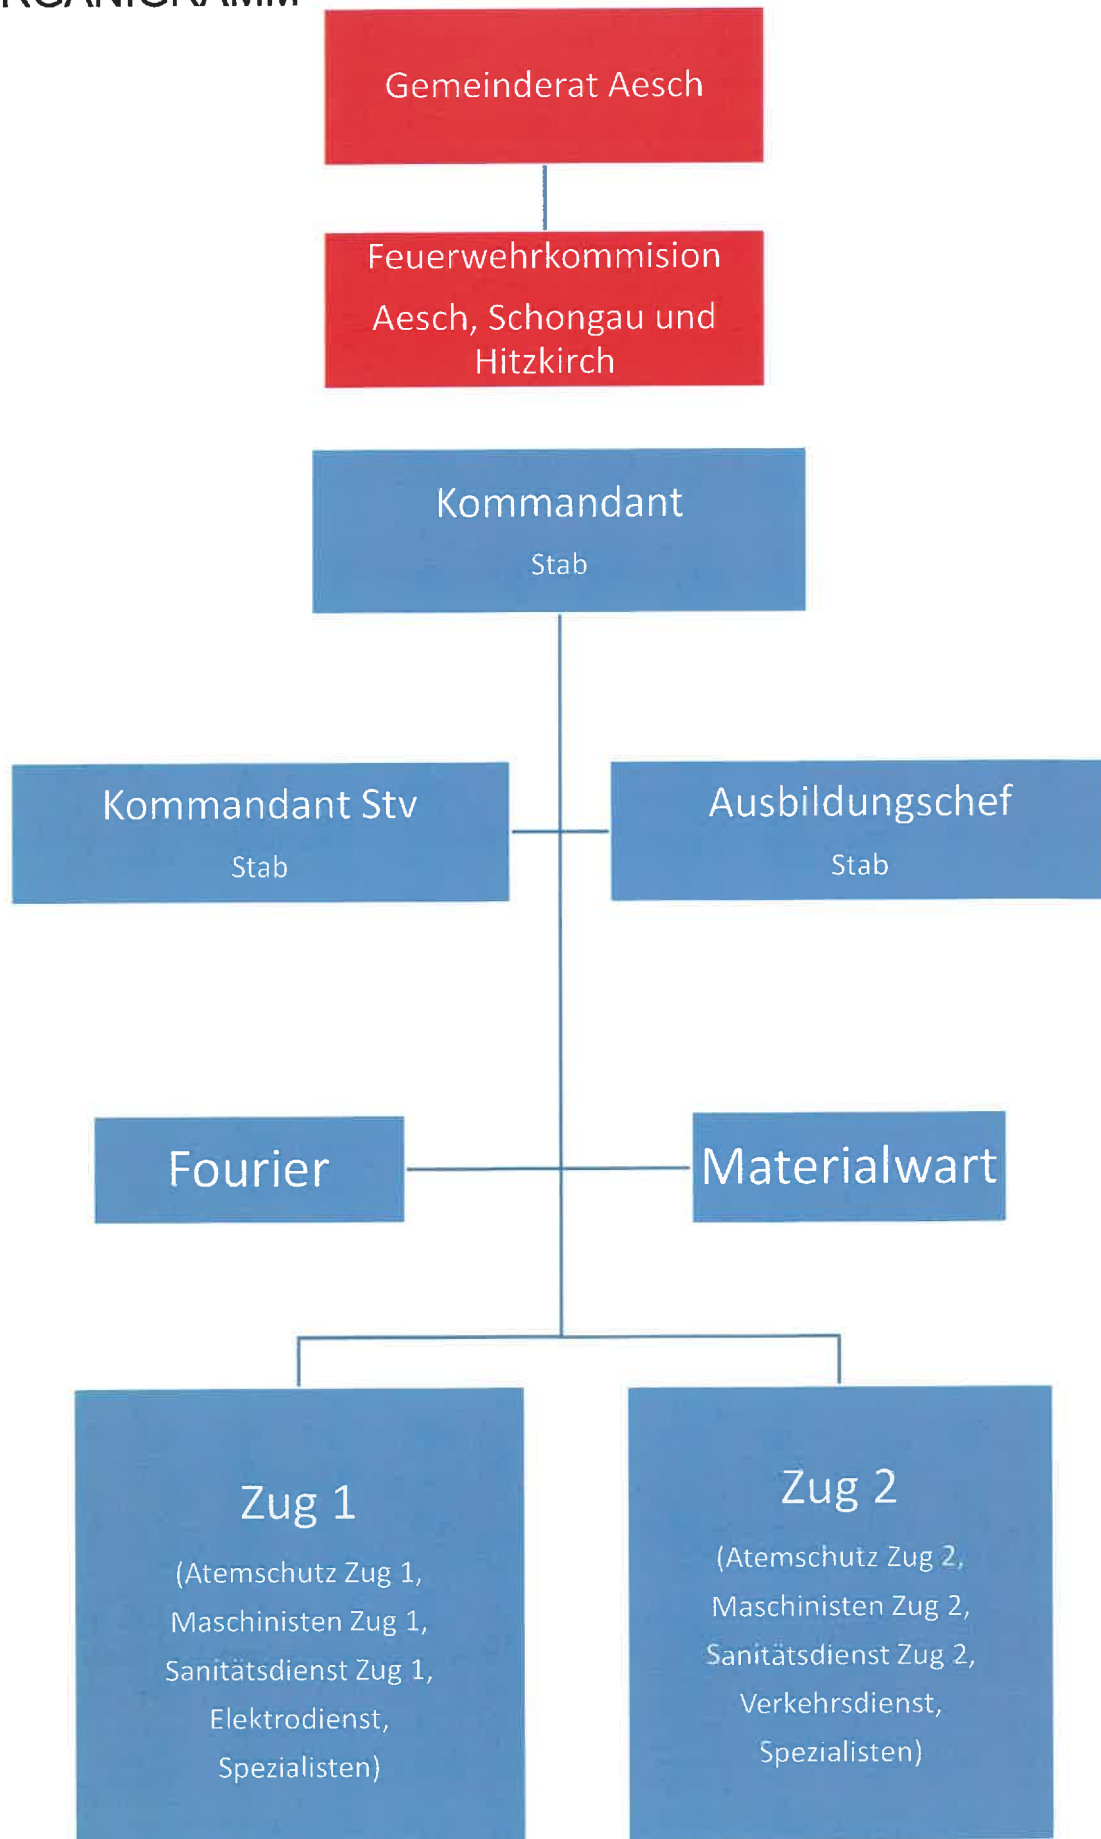 ORGANIGRAMM
Gemeinderat Aesch
Feuerwehrkommision
Aesch, Schongau und
Hitzkirch
Kommandant
Stab
Kommandant Stv
Stab
Ausbildungschef
Stab
Fourier
Materialwart
Zug 1
(Atemschutz Zug 1,
Maschinisten Zug 1,
Sanitätsdienst Zug 1,
Elektrodienst,
Spezialisten)
Zug 2
(Atemschutz Zug 2,
Maschinisten Zug 2,
Sanitätsdienst Zug 2,
Verkehrsdienst,
Spezialisten)